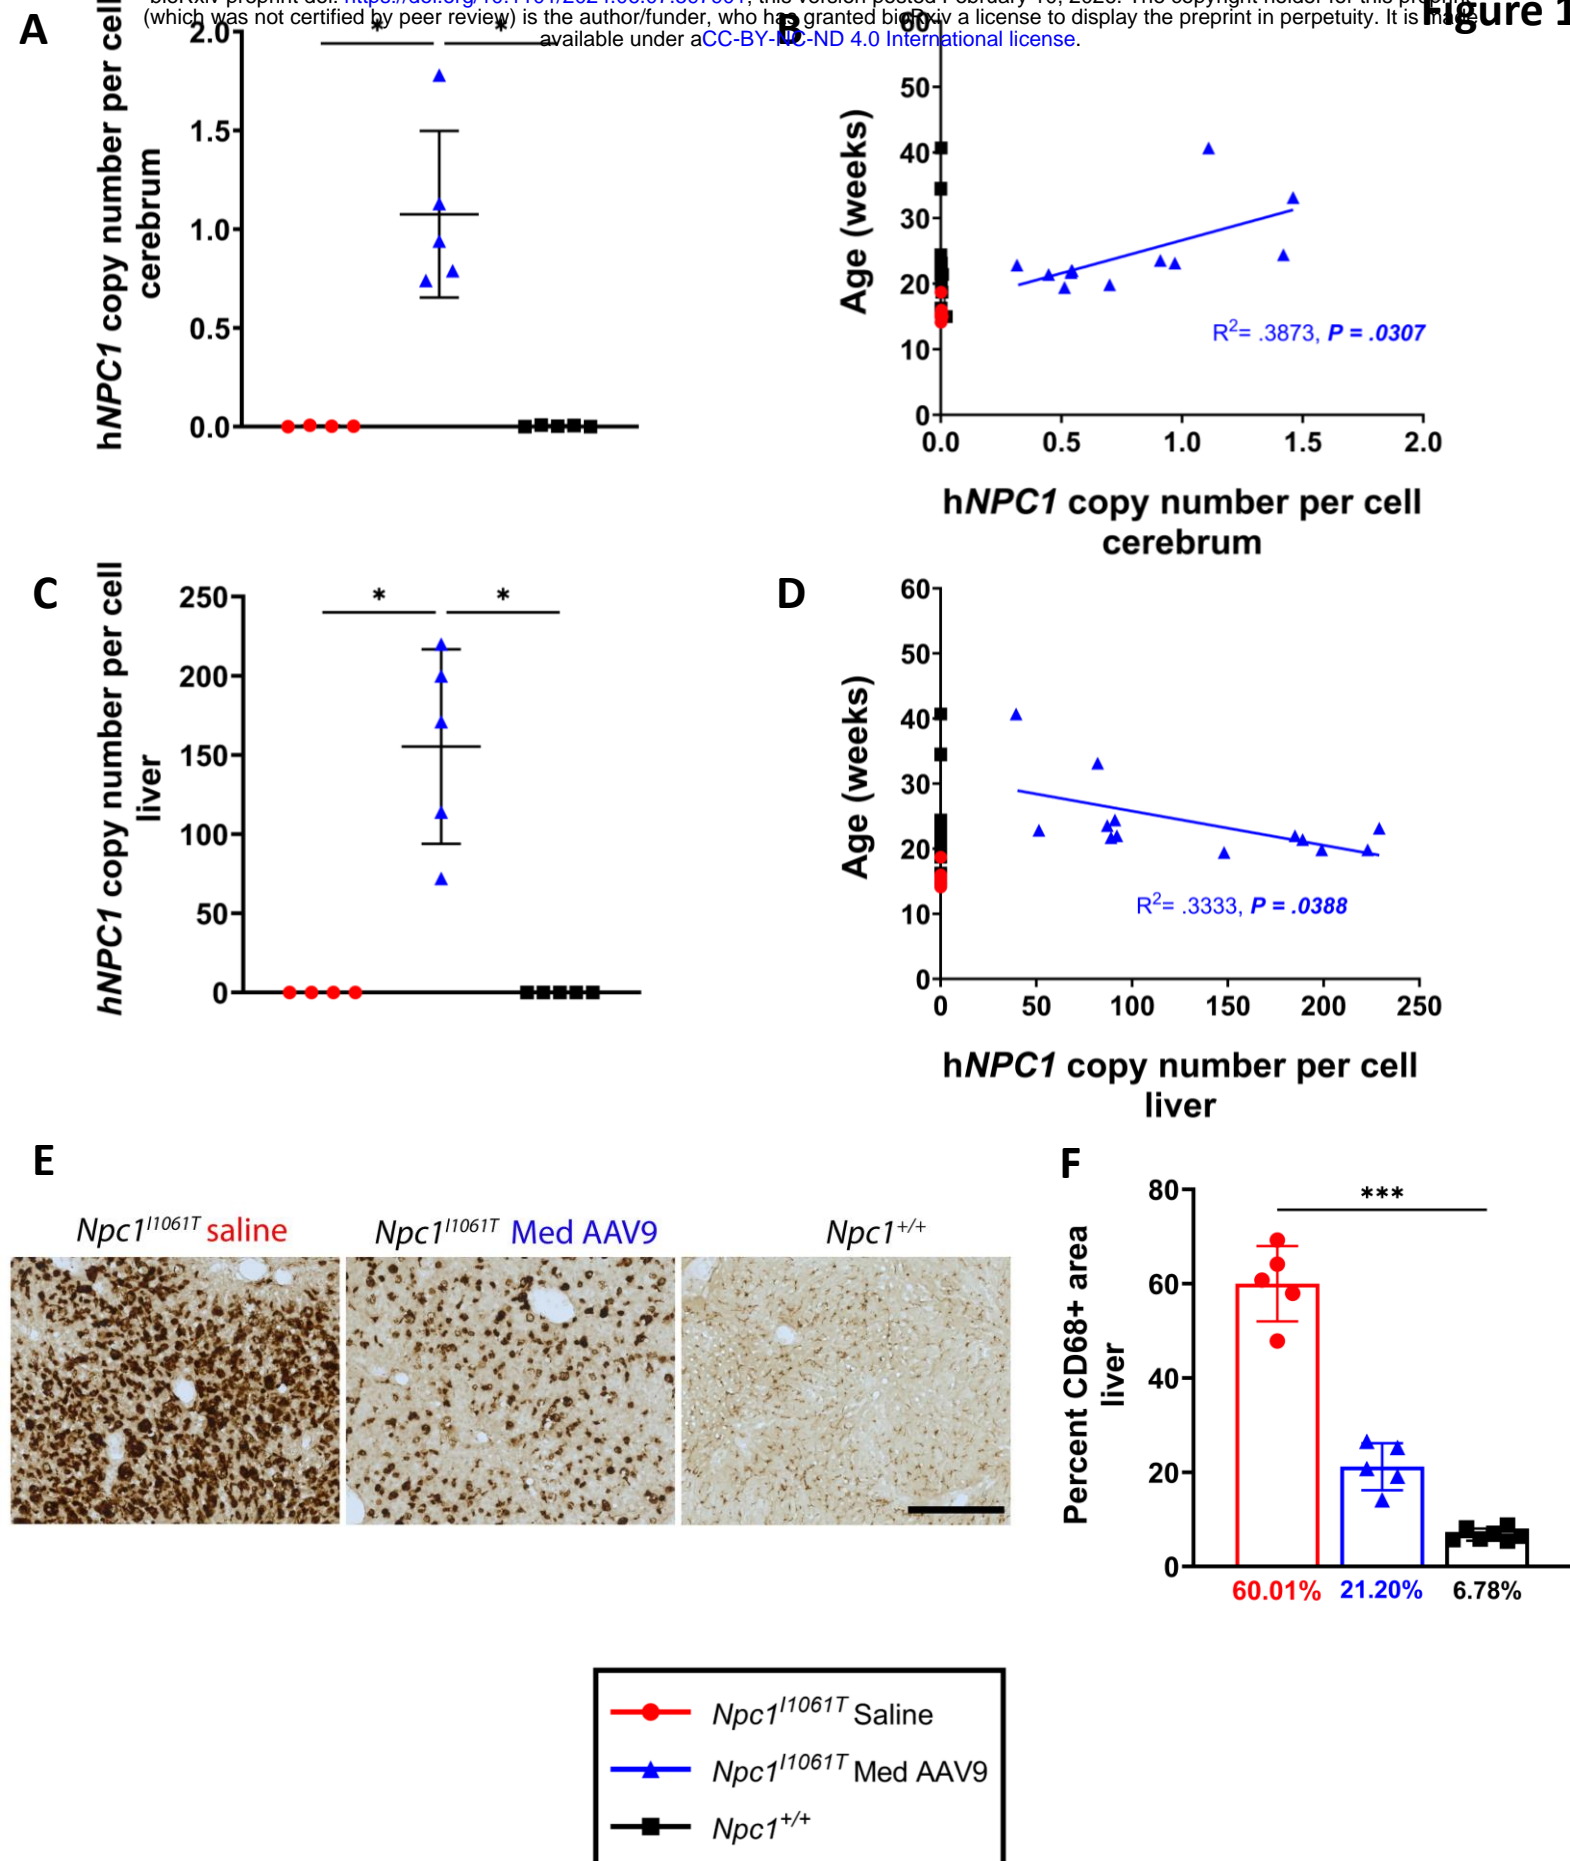 (which was not certified by peer review) is the author/funder, who has granted bioRxiv a license to display the preprint in perpetuity. It is made
available under aCC-BY-NC-ND 4.0 International license.
Figure 1
A
hNPC1 copy number per cell
cerebrum
2.0
1.5
1.0
0.5
0.0
* *
B
Age (weeks)
60
50
40
30
20
10
0
0.0 0.5 1.0 1.5 2.0
R2= .3873, P = .0307
hNPC1 copy number per cell
cerebrum
C
hNPC1 copy number per cell
liver
250
200
150
100
50
0
* *
D
Age (weeks)
60
50
40
30
20
10
0
0 50 100 150 200 250
R2= .3333, P = .0388
hNPC1 copy number per cell
liver
E
Npc1I1061T saline
Npc1I1061T Med AAV9
Npc1+/+
F
Percent CD68+ area
liver
80
60
40
20
0
***
60.01% 21.20% 6.78%
Npc1I1061T Saline
Npc1I1061T Med AAV9
Npc1+/+